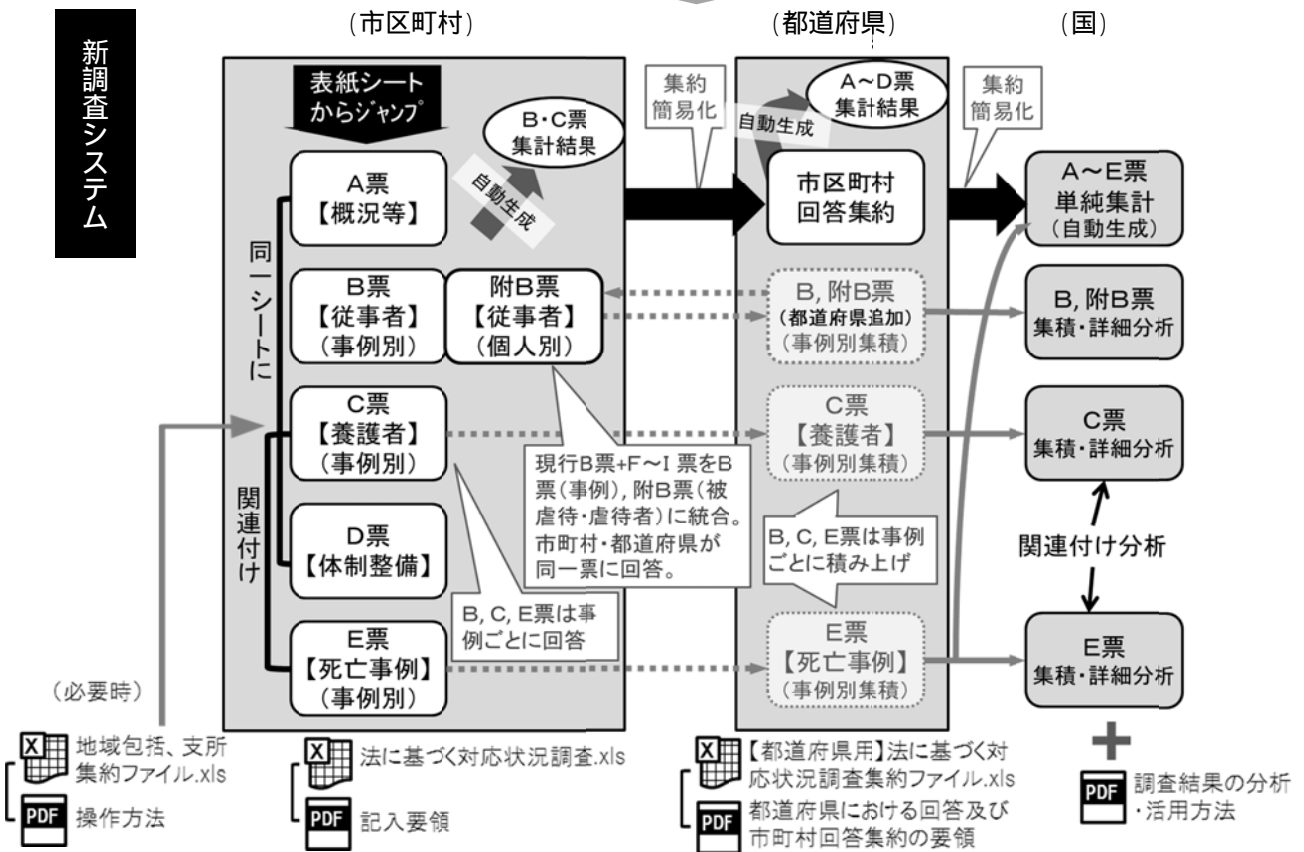 (市区町村)
(都道府県)
(国)
新調査システム
表紙シート
からジャンプ
B・C票
集計結果
自動生成
A票
【概況等】
同一シートに
B票
【従事者】
(事例別)
附B票
【従事者】
(個人別)
C票
【養護者】
(事例別)
関連付け
D票
【体制整備】
E票
【死亡事例】
(事例別)
現行B票+F～I票をB
票(事例),附B票(被
虐待・虐待者)に統合。
市町村・都道府県が
同一票に回答。
B, C, E票は事
例ごとに回答
集約
簡易化
自動生成
A～D票
集計結果
市区町村
回答集約
B, 附B票
(都道府県追加)
(事例別集積)
C票
【養護者】
(事例別集積)
B, C, E票は事例
ごとに積み上げ
E票
【死亡事例】
(事例別集積)
集約
簡易化
A～E票
単純集計
(自動生成)
B, 附B票
集積・詳細分析
C票
集積・詳細分析
関連付け分析
E票
集積・詳細分析
(必要時)
X
地域包括、支所
集約ファイル.xls
PDF
操作方法
X
法に基づく対応状況調査.xls
PDF
記入要領
X
【都道府県用】法に基づく対
応状況調査集約ファイル.xls
PDF
都道府県における回答及び
市町村回答集約の要領
PDF
調査結果の分析
・活用方法